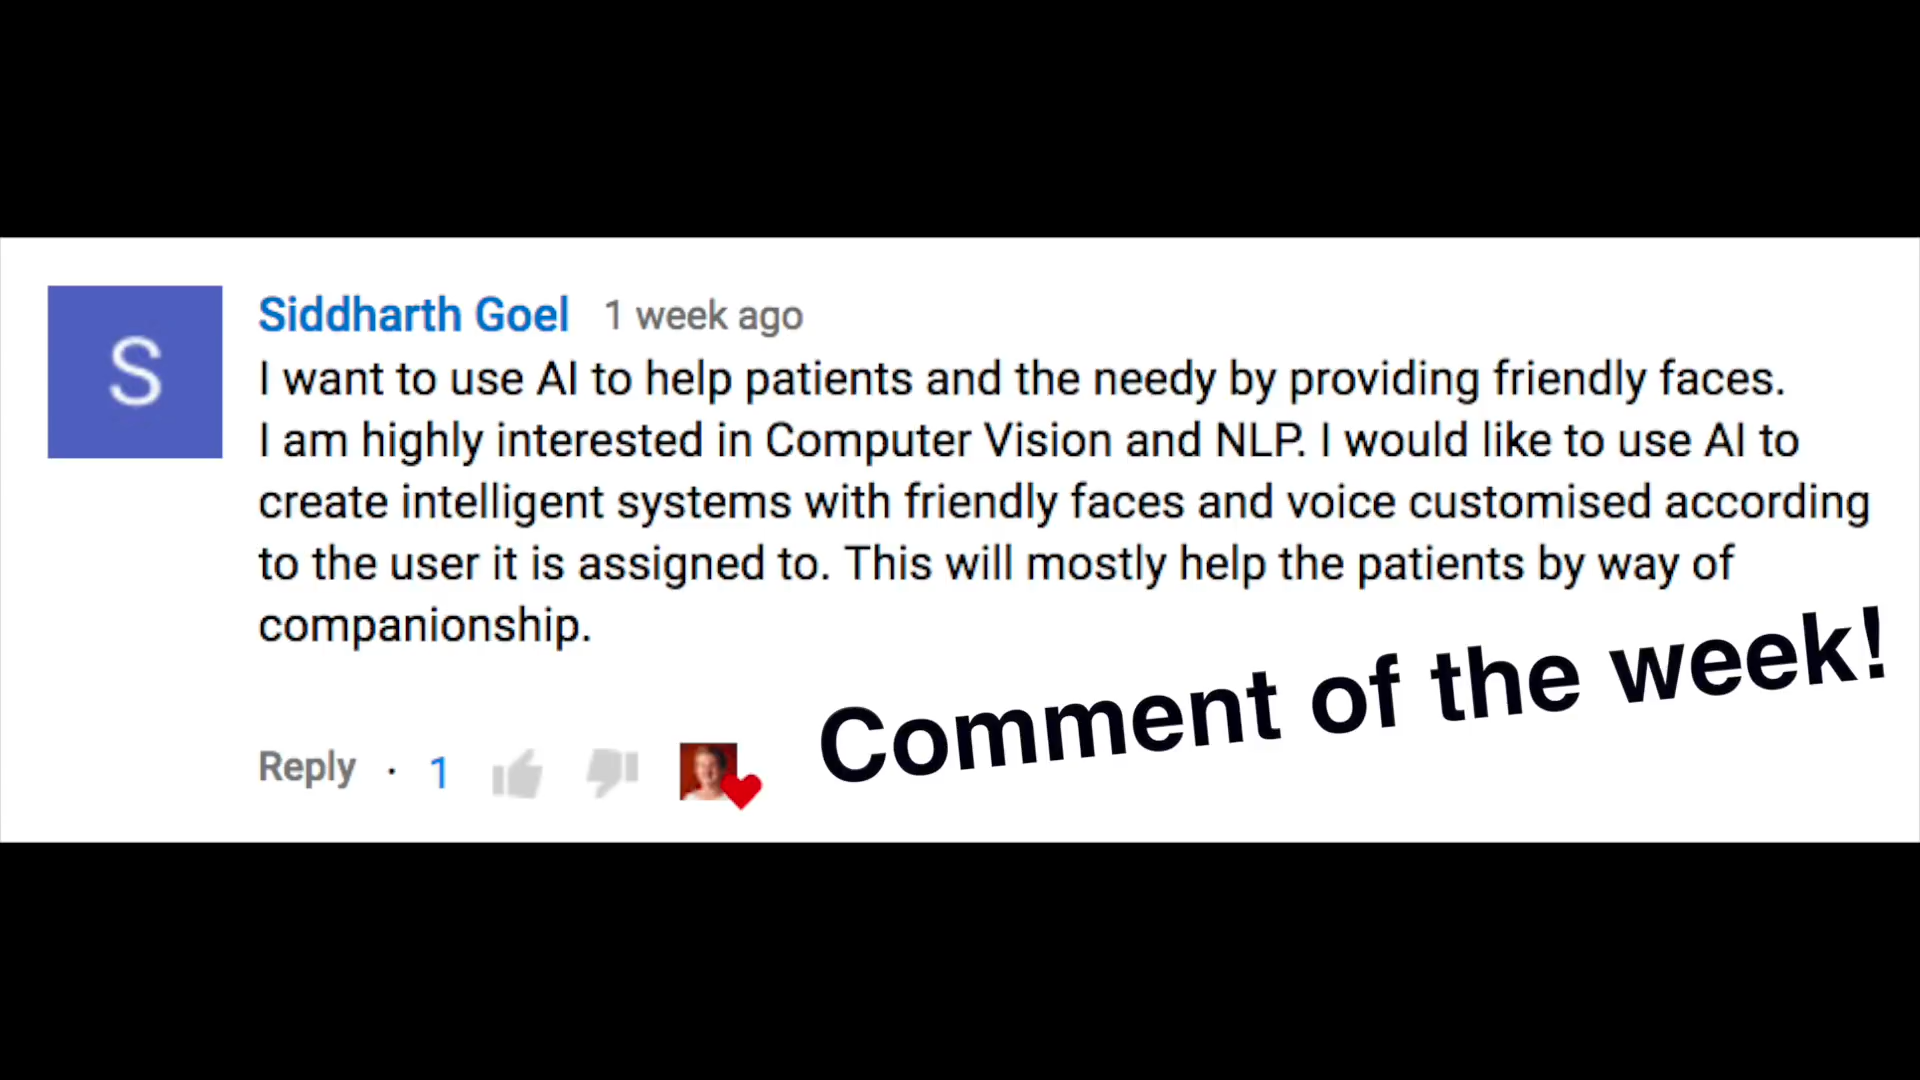 S
Siddharth Goel 1 week ago
I want to use AI to help patients and the needy by providing friendly faces.
I am highly interested in Computer Vision and NLP. I would like to use AI to
create intelligent systems with friendly faces and voice customised according
to the user it is assigned to. This will mostly help the patients by way of
companionship.
Comment of the week!
Reply · 1